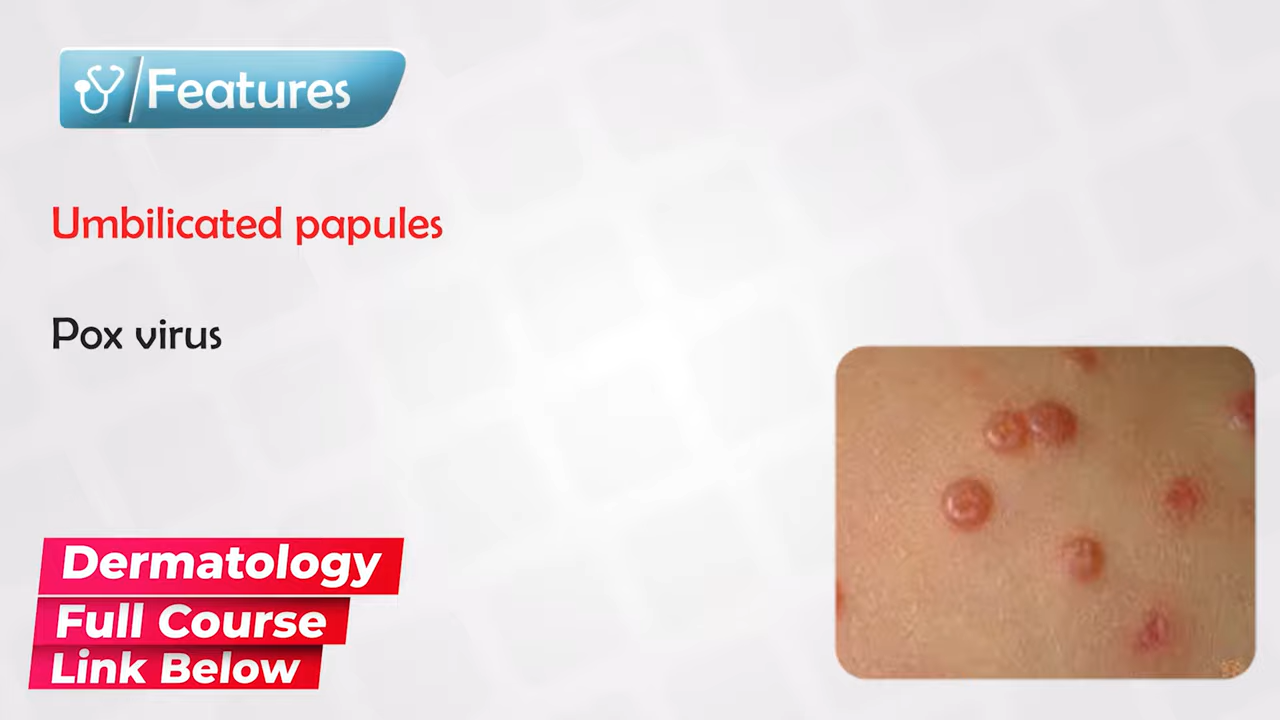 Features
Umbilicated papules
Pox virus
Dermatology
Full Course
Link Below